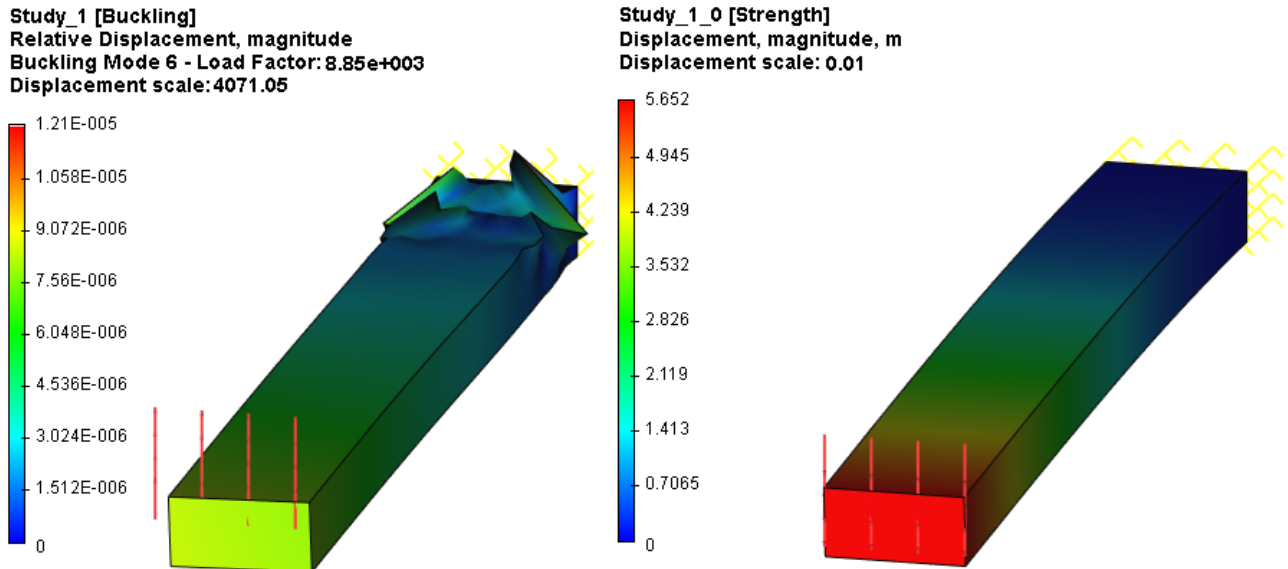 Study_1 [Buckling]
Relative Displacement, magnitude
Buckling Mode 6 - Load Factor: 8.85e+003
Displacement scale: 4071.05
1.21E-005
1.058E-005
9.072E-006
7.56E-006
6.048E-006
4.536E-006
3.024E-006
1.512E-006
0
Study_1_0 [Strength]
Displacement, magnitude, m
Displacement scale: 0.01
5.652
4.945
4.239
3.532
2.826
2.119
1.413
0.7065
0